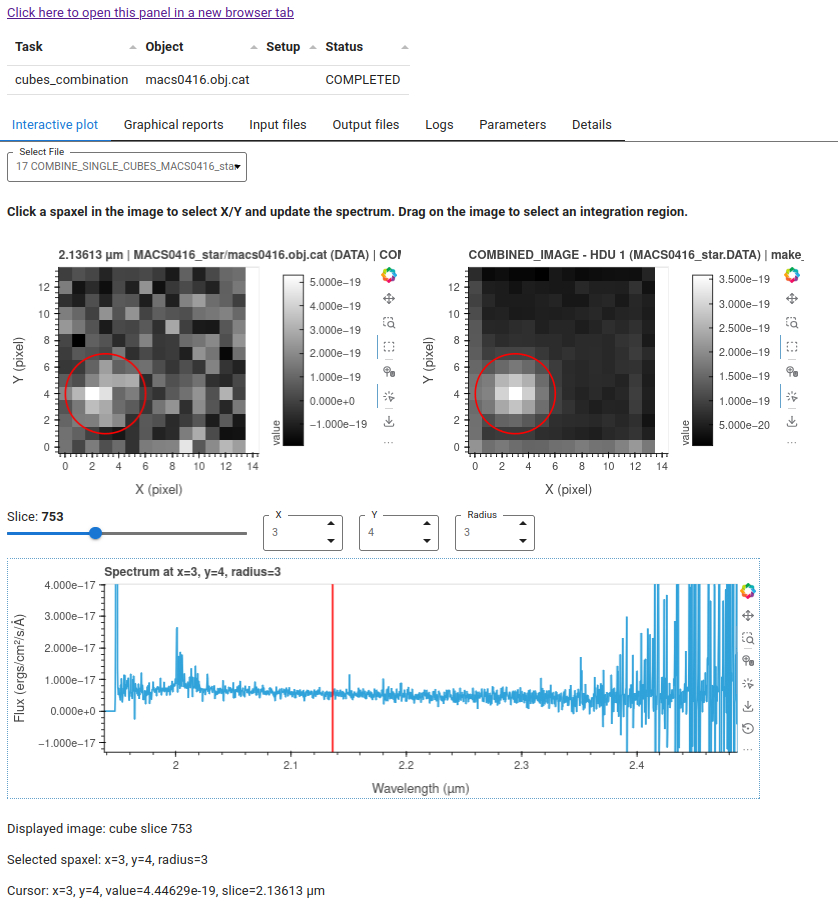 Click here to open this panel in a new browser tab
Task Object Setup Status
cubes_combination macs0416.obj.cat COMPLETED
Interactive plot Graphical reports Input files Output files Logs Parameters Details
Select File
17 COMBINE_SINGLE_CUBES_MACS0416_star
Click a spaxel in the image to select X/Y and update the spectrum. Drag on the image to select an integration region.
2.13613 μm | MACS0416_star/macs0416.obj.cat (DATA) | COM
12
10
8
6
4
2
0
Y (pixel)
0 2 4 6 8 10 12 14
X (pixel)
5.000e−19
4.000e−19
3.000e−19
2.000e−19
1.000e−19
0.000e+0
−1.000e−19
value
COMBINED_IMAGE - HDU 1 (MACS0416_star.DATA) | make_
12
10
8
6
4
2
0
Y (pixel)
0 2 4 6 8 10 12 14
X (pixel)
3.500e−19
3.000e−19
2.500e−19
2.000e−19
1.500e−19
1.000e−19
5.000e−20
value
Slice: 753
X
3
Y
4
Radius
3
Spectrum at x=3, y=4, radius=3
4.000e−17
3.000e−17
2.000e−17
1.000e−17
0.000e+0
−1.000e−17
Flux (ergs/cm²/s/Å)
2 2.1 2.2 2.3 2.4
Wavelength (μm)
Displayed image: cube slice 753
Selected spaxel: x=3, y=4, radius=3
Cursor: x=3, y=4, value=4.44629e-19, slice=2.13613 μm